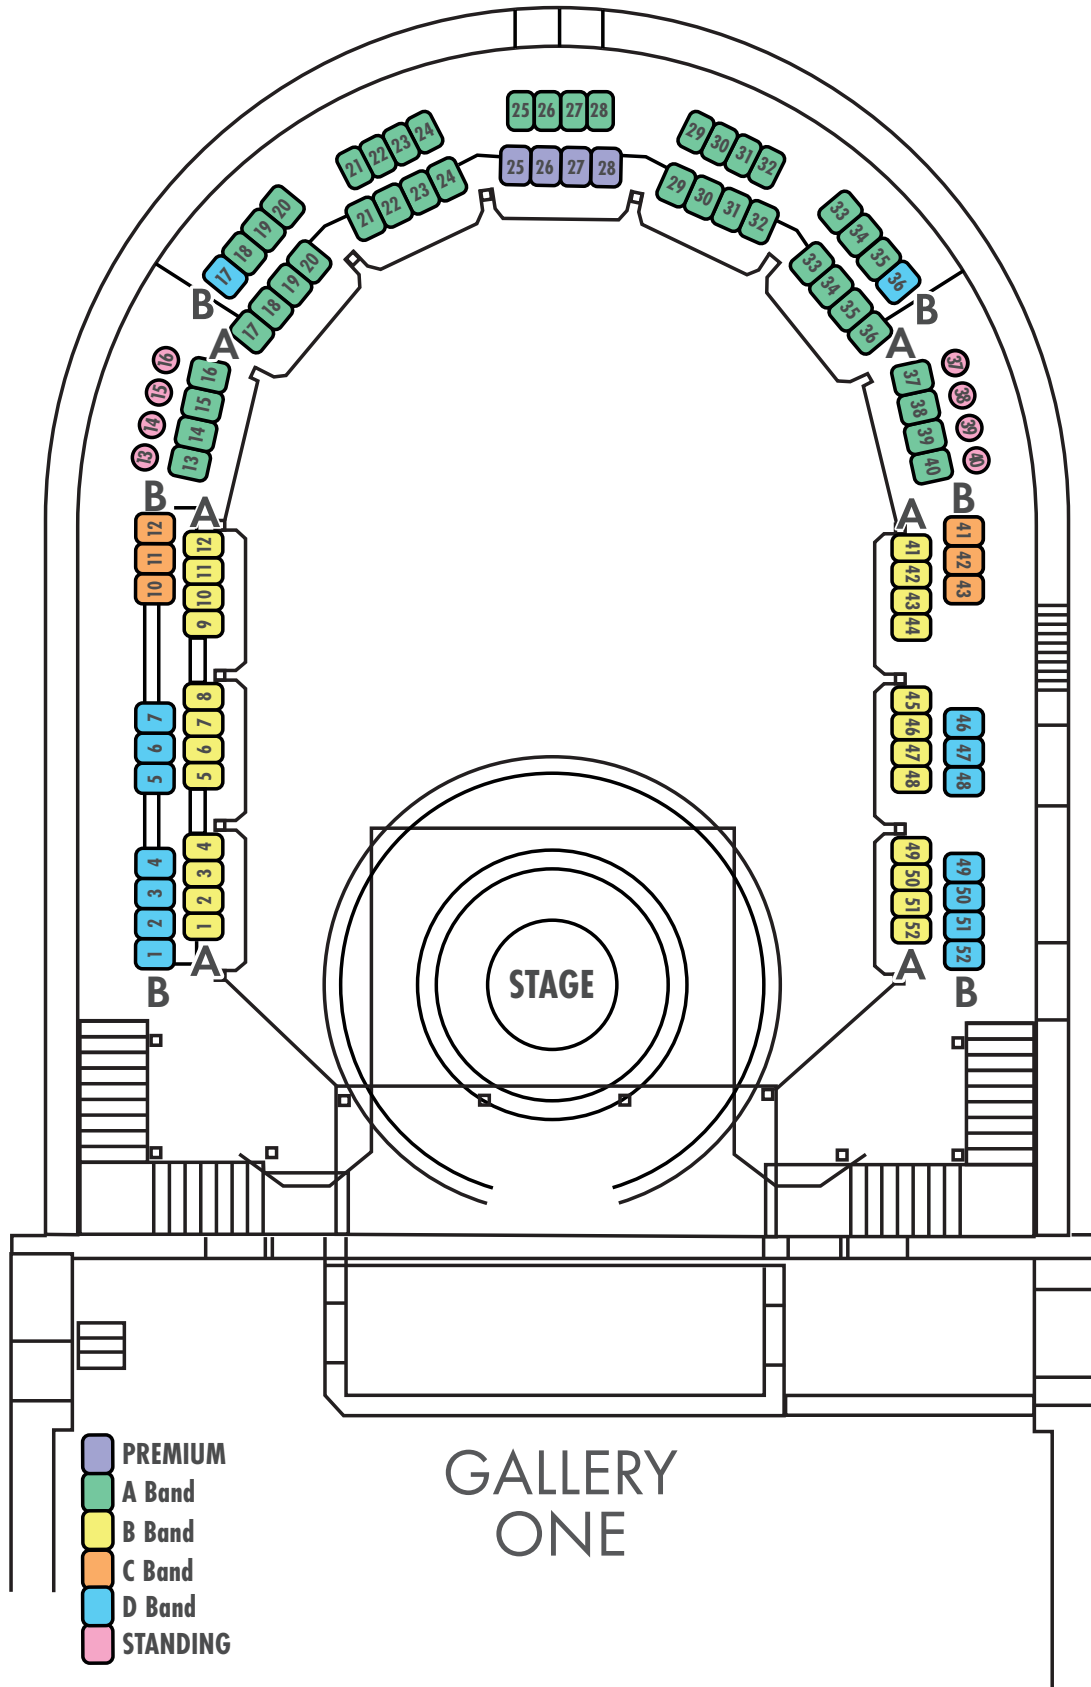 25 26 27 28
25 26 27 28
21 22 23 24
21 22 23 24
29 30 31 32
29 30 31 32
17 18 19 20
17 18 19 20
33 34 35 36
33 34 35 36
B
A
A
B
16
15
14
13
16
15
14
13
37
38
39
40
37
38
39
40
B
A
A
B
12
11
10
12
11
10
9
41
42
43
44
41
42
43
7
6
5
8
7
6
5
45
46
47
48
46
47
48
4
3
2
1
4
3
2
1
49
50
51
52
49
50
51
52
A
B
A
B
STAGE
GALLERY
ONE
PREMIUM
A Band
B Band
C Band
D Band
STANDING